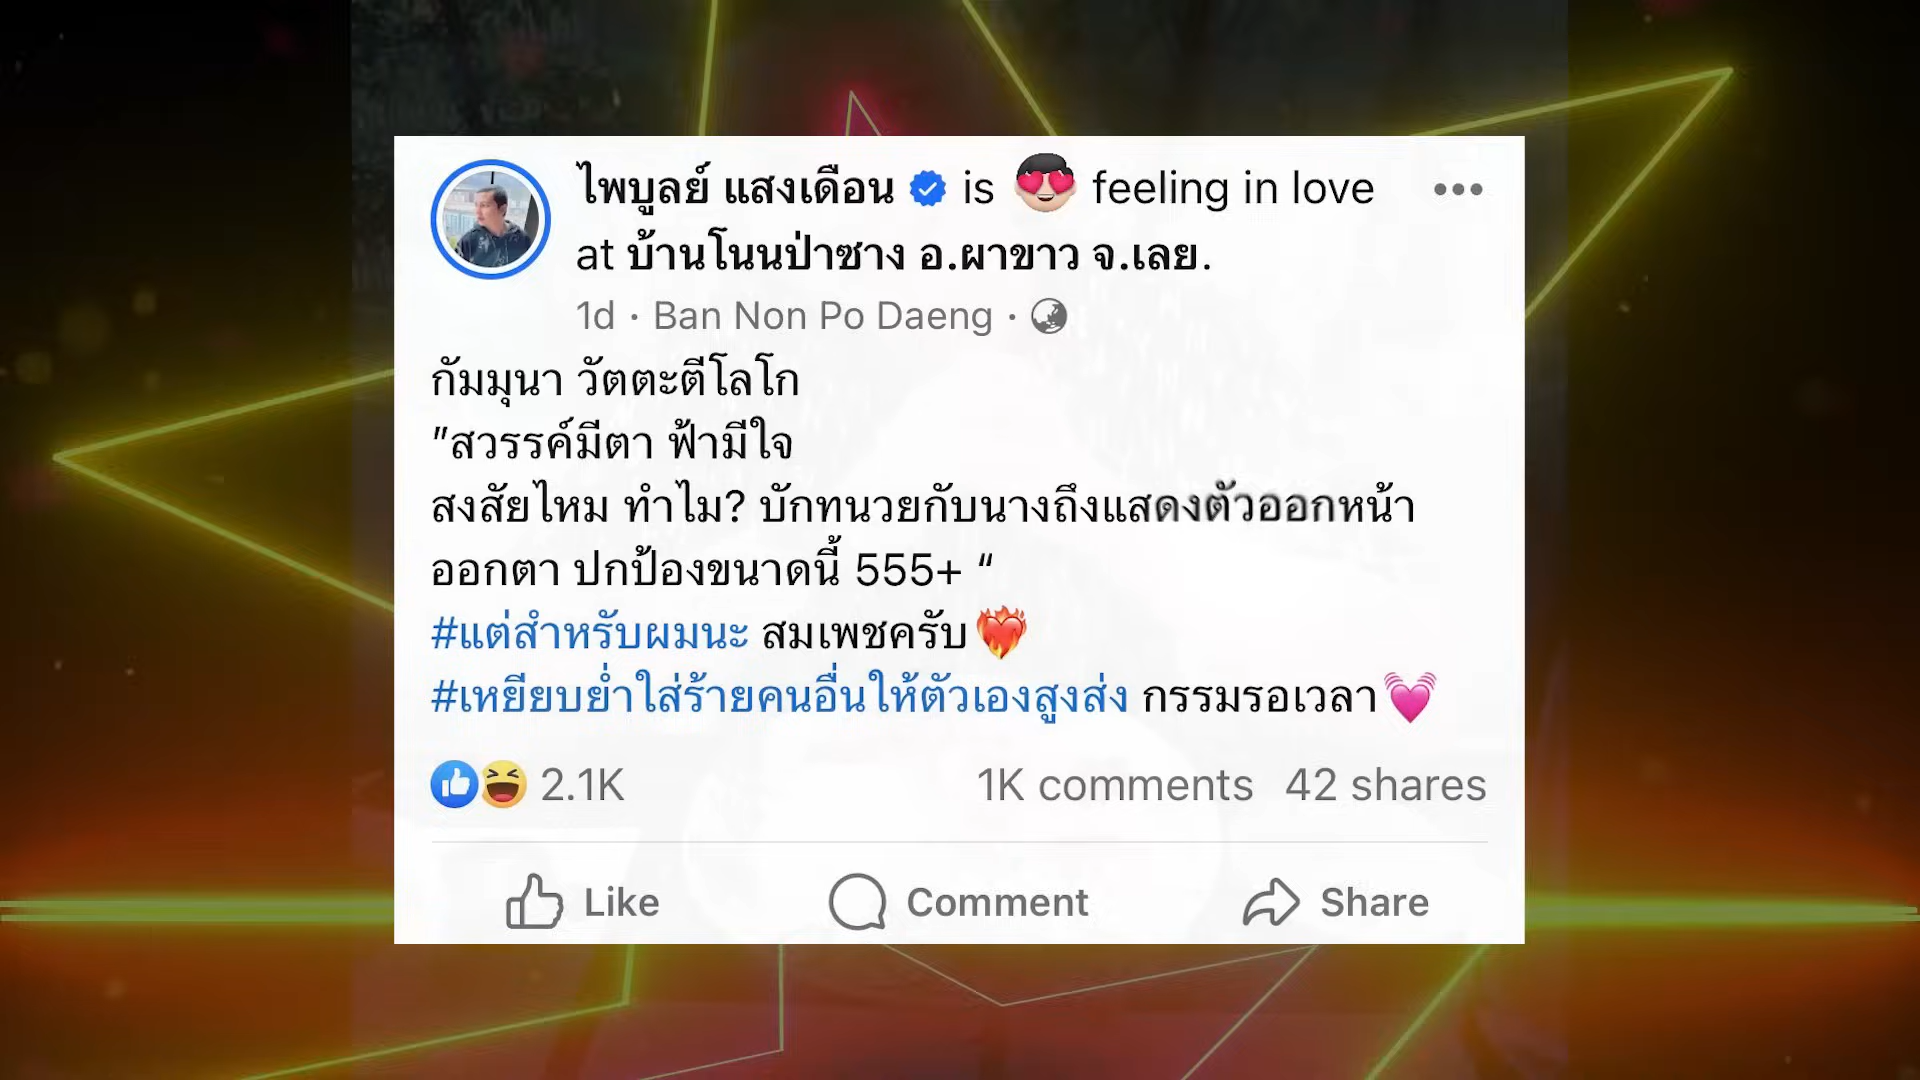 ไพบูลย์ แสงเดือน is feeling in love
at บ้านโนนป่าซาง อ.ผาขาว จ.เลย.
1d · Ban Non Po Daeng ·
กัมมุนา วัตตะตีโลโก
"สวรรค์มีตา ฟ้ามีใจ
สงสัยไหม ทำไม? บักทนวยกับนางถึงแสดงตัวออกหน้า
ออกตา ปกป้องขนาดนี้ 555+ “
#แต่สำหรับผมนะ สมเพชครับ❤️‍🔥
#เหยียบย่ำใส่ร้ายคนอื่นให้ตัวเองสูงส่ง กรรมรอเวลา💓
2.1K 1K comments 42 shares
Like Comment Share